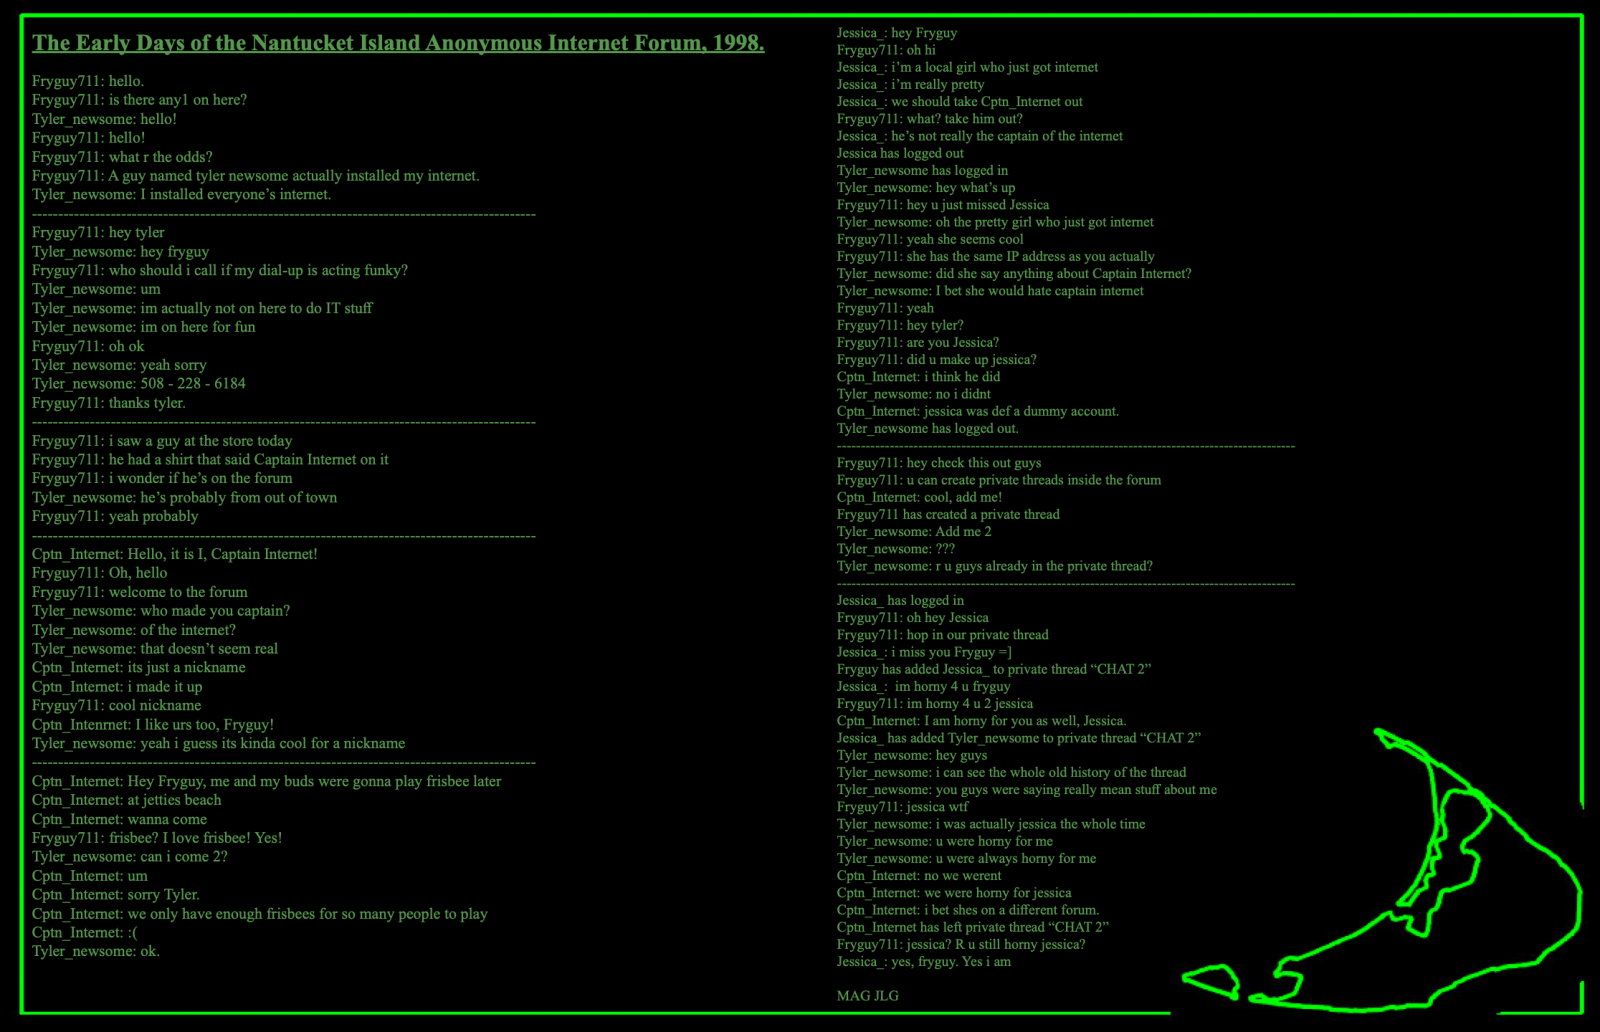 The Early Days of the Nantucket Island Anonymous Internet Forum, 1998.
Fryguy711: hello.
Fryguy711: is there any1 on here?
Tyler_newsome: hello!
Fryguy711: hello!
Fryguy711: what r the odds?
Fryguy711: A guy named tyler newsome actually installed my internet.
Tyler_newsome: I installed everyone’s internet.
------------------------------------------------------------------------------------------------
Fryguy711: hey tyler
Tyler_newsome: hey fryguy
Fryguy711: who should i call if my dial-up is acting funky?
Tyler_newsome: um
Tyler_newsome: im actually not on here to do IT stuff
Tyler_newsome: im on here for fun
Fryguy711: oh ok
Tyler_newsome: yeah sorry
Tyler_newsome: 508 - 228 - 6184
Fryguy711: thanks tyler.
------------------------------------------------------------------------------------------------
Fryguy711: i saw a guy at the store today
Fryguy711: he had a shirt that said Captain Internet on it
Fryguy711: i wonder if he’s on the forum
Tyler_newsome: he’s probably from out of town
Fryguy711: yeah probably
------------------------------------------------------------------------------------------------
Cptn_Internet: Hello, it is I, Captain Internet!
Fryguy711: Oh, hello
Fryguy711: welcome to the forum
Tyler_newsome: who made you captain?
Tyler_newsome: of the internet?
Tyler_newsome: that doesn’t seem real
Cptn_Internet: its just a nickname
Cptn_Internet: i made it up
Fryguy711: cool nickname
Cptn_Intenrnet: I like urs too, Fryguy!
Tyler_newsome: yeah i guess its kinda cool for a nickname
------------------------------------------------------------------------------------------------
Cptn_Internet: Hey Fryguy, me and my buds were gonna play frisbee later
Cptn_Internet: at jetties beach
Cptn_Internet: wanna come
Fryguy711: frisbee? I love frisbee! Yes!
Tyler_newsome: can i come 2?
Cptn_Internet: um
Cptn_Internet: sorry Tyler.
Cptn_Internet: we only have enough frisbees for so many people to play
Cptn_Internet: :(
Tyler_newsome: ok.
Jessica_: hey Fryguy
Fryguy711: oh hi
Jessica_: i’m a local girl who just got internet
Jessica_: i’m really pretty
Jessica_: we should take Cptn_Internet out
Fryguy711: what? take him out?
Jessica_: he’s not really the captain of the internet
Jessica has logged out
Tyler_newsome has logged in
Tyler_newsome: hey what’s up
Fryguy711: hey u just missed Jessica
Tyler_newsome: oh the pretty girl who just got internet
Fryguy711: yeah she seems cool
Fryguy711: she has the same IP address as you actually
Tyler_newsome: did she say anything about Captain Internet?
Tyler_newsome: I bet she would hate captain internet
Fryguy711: yeah
Fryguy711: hey tyler?
Fryguy711: are you Jessica?
Fryguy711: did u make up jessica?
Cptn_Internet: i think he did
Tyler_newsome: no i didnt
Cptn_Internet: jessica was def a dummy account.
Tyler_newsome has logged out.
------------------------------------------------------------------------------------------------
Fryguy711: hey check this out guys
Fryguy711: u can create private threads inside the forum
Cptn_Internet: cool, add me!
Fryguy711 has created a private thread
Tyler_newsome: Add me 2
Tyler_newsome: ???
Tyler_newsome: r u guys already in the private thread?
------------------------------------------------------------------------------------------------
Jessica_ has logged in
Fryguy711: oh hey Jessica
Fryguy711: hop in our private thread
Jessica_: i miss you Fryguy =]
Fryguy has added Jessica_ to private thread “CHAT 2”
Jessica_:  im horny 4 u fryguy
Fryguy711: im horny 4 u 2 jessica
Cptn_Internet: I am horny for you as well, Jessica.
Jessica_ has added Tyler_newsome to private thread “CHAT 2”
Tyler_newsome: hey guys
Tyler_newsome: i can see the whole old history of the thread
Tyler_newsome: you guys were saying really mean stuff about me
Fryguy711: jessica wtf
Tyler_newsome: i was actually jessica the whole time
Tyler_newsome: u were horny for me
Tyler_newsome: u were always horny for me
Cptn_Internet: no we werent
Cptn_Internet: we were horny for jessica
Cptn_Internet: i bet shes on a different forum.
Cptn_Internet has left private thread “CHAT 2”
Fryguy711: jessica? R u still horny jessica?
Jessica_: yes, fryguy. Yes i am
MAG JLG